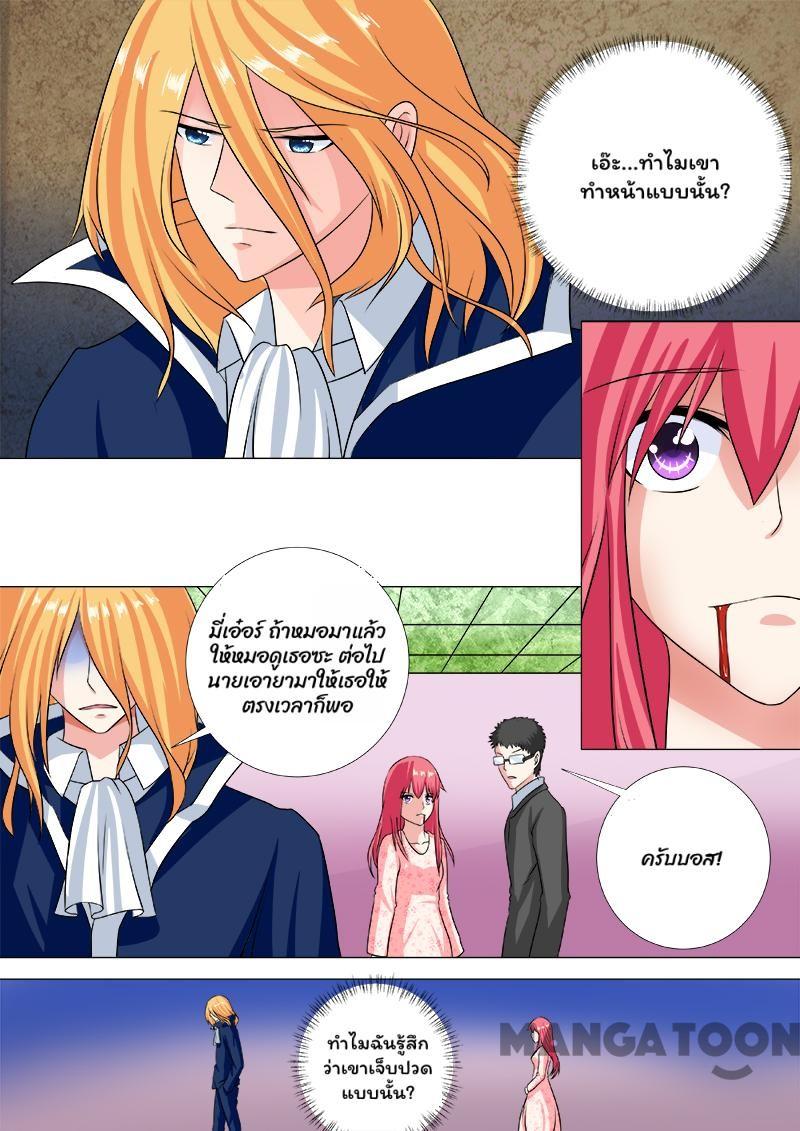 เอ๊ะ...ทำไมเขา
ทำหน้าแบบนั้น?
มี่เอ๋อร์ ถ้าหมอมาแล้ว
ให้หมอดูเธอซะ ต่อไป
นายเอายามาให้เธอให้
ตรงเวลาก็พอ
ครับบอส!
ทำไมฉันรู้สึก
ว่าเขาเจ็บปวด
แบบนั้น?
MANGATOON